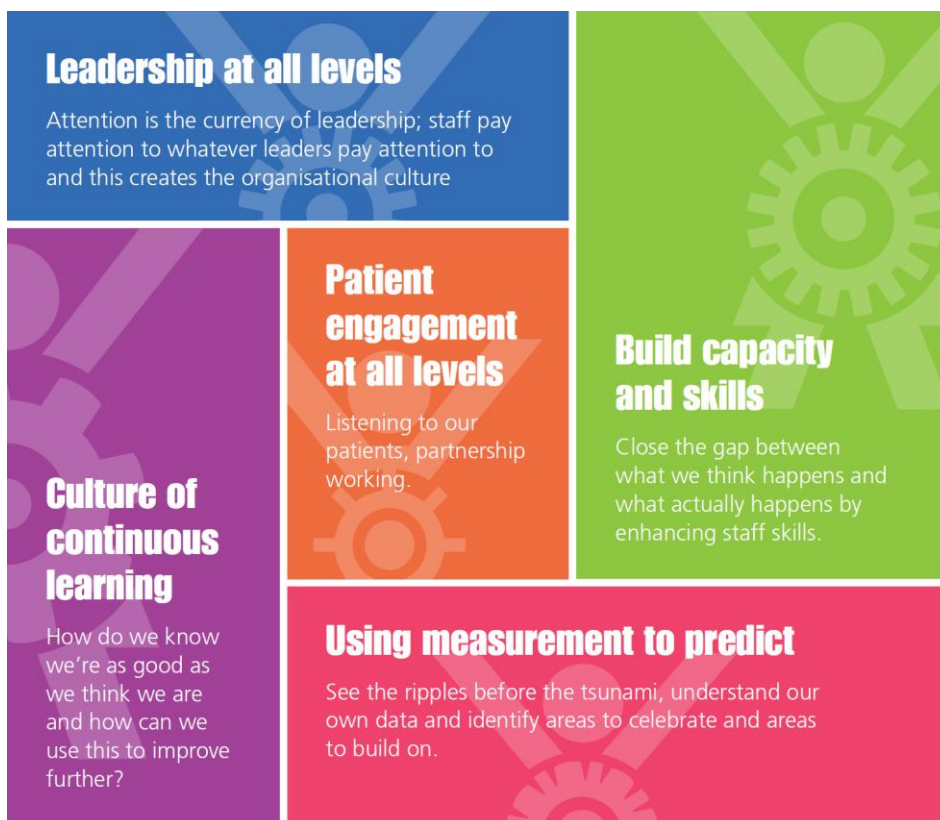 Leadership at all levels
Attention is the currency of leadership; staff pay
attention to whatever leaders pay attention to
and this creates the organisational culture
Patient
engagement
at all levels
Listening to our
patients, partnership
working.
Build capacity
and skills
Close the gap between
what we think happens and
what actually happens by
enhancing staff skills.
Culture of
continuous
learning
How do we know
we're as good as
we think we are
and how can we
use this to improve
further?
Using measurement to predict
See the ripples before the tsunami, understand our
own data and identify areas to celebrate and areas
to build on.